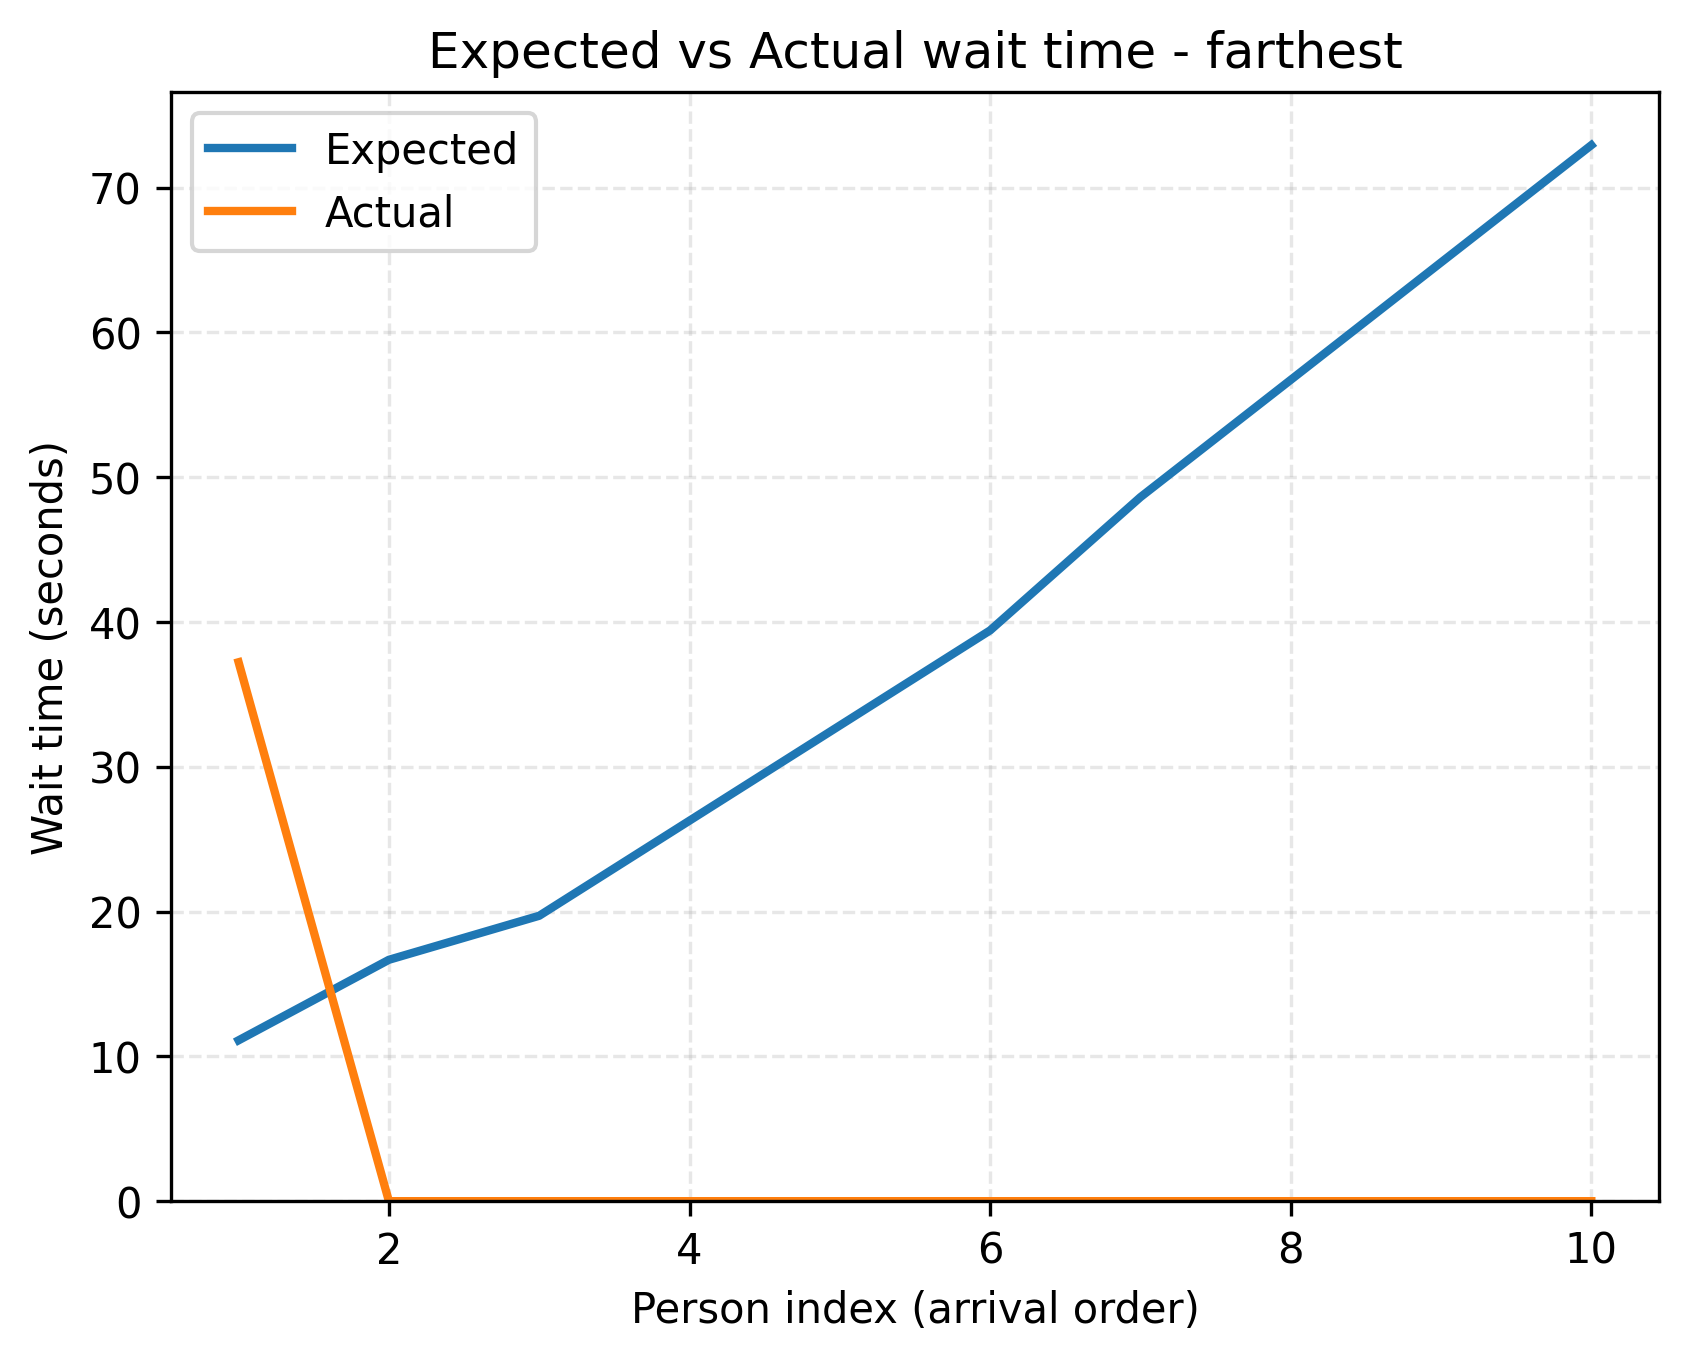 Expected vs Actual wait time - farthest
Expected
Actual
Wait time (seconds)
70
60
50
40
30
20
10
0
2
4
6
8
10
Person index (arrival order)